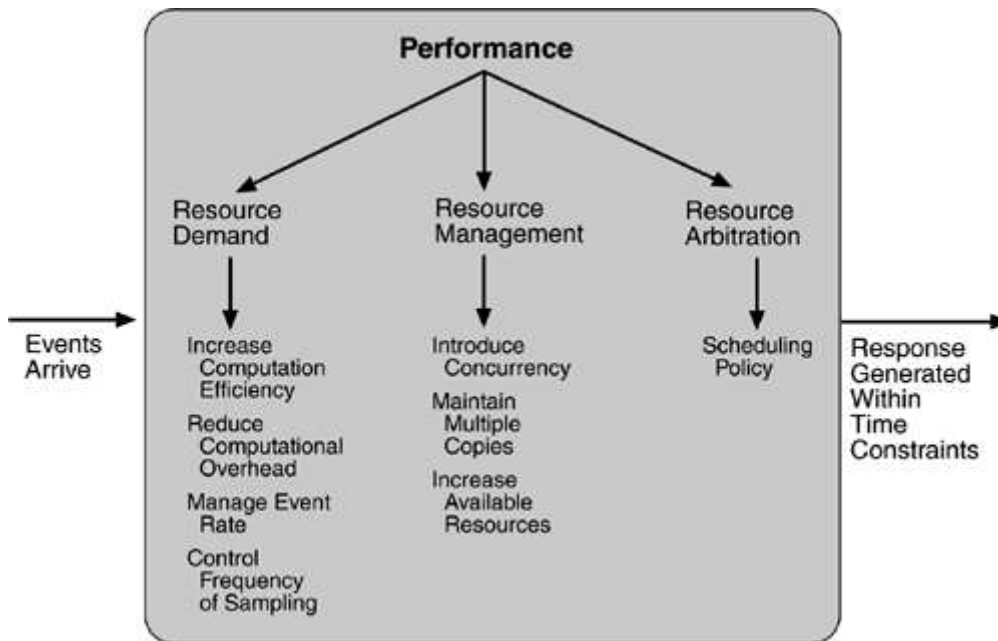 Performance
Resource
Demand
Resource
Management
Resource
Arbitration
Events
Arrive
Increase
Computation
Efficiency
Reduce
Computational
Overhead
Manage Event
Rate
Control
Frequency
of Sampling
Introduce
Concurrency
Maintain
Multiple
Copies
Increase
Available
Resources
Scheduling
Policy
Response
Generated
Within
Time
Constraints